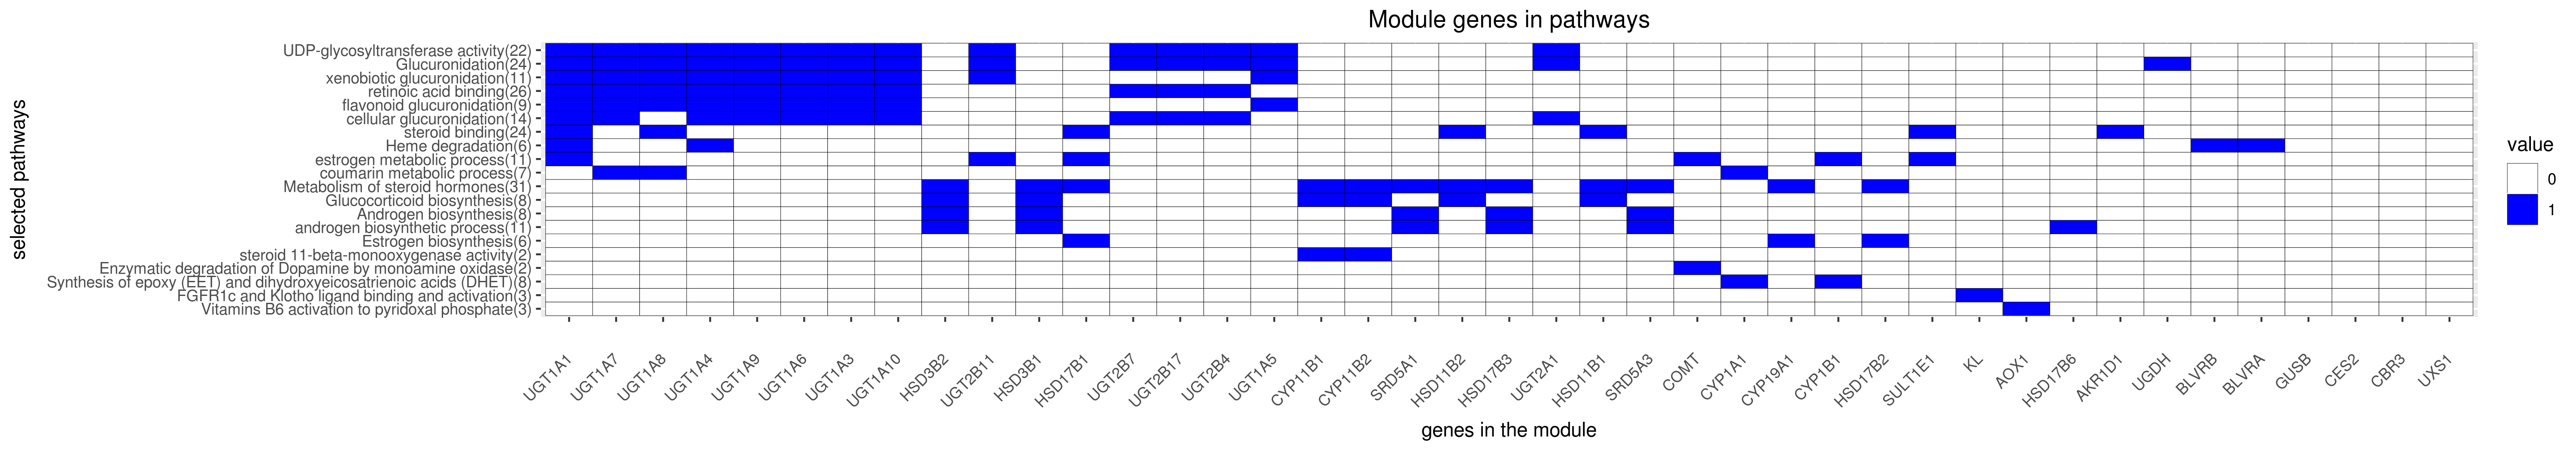 Module genes in pathways
selected pathways
UDP-glycosyltransferase activity(22)
Glucuronidation(24)
xenobiotic glucuronidation(11)
retinoic acid binding(26)
flavonoid glucuronidation(9)
cellular glucuronidation(14)
steroid binding(24)
Heme degradation(6)
estrogen metabolic process(11)
coumarin metabolic process(7)
Metabolism of steroid hormones(31)
Glucocorticoid biosynthesis(8)
Androgen biosynthesis(8)
androgen biosynthetic process(11)
Estrogen biosynthesis(6)
steroid 11-beta-monooxygenase activity(2)
Enzymatic degradation of Dopamine by monoamine oxidase(2)
Synthesis of epoxy (EET) and dihydroxyeicosatrienoic acids (DHET)(8)
FGFR1c and Klotho ligand binding and activation(3)
Vitamins B6 activation to pyridoxal phosphate(3)
UGT1A1
UGT1A7
UGT1A8
UGT1A4
UGT1A9
UGT1A6
UGT1A3
UGT1A10
HSD3B2
UGT2B11
HSD3B1
HSD17B1
UGT2B7
UGT2B17
UGT2B4
UGT1A5
CYP11B1
CYP11B2
SRD5A1
HSD11B2
HSD17B3
UGT2A1
HSD11B1
SRD5A3
COMT
CYP1A1
CYP19A1
CYP1B1
HSD17B2
SULT1E1
KL
AOX1
HSD17B6
AKR1D1
UGDH
BLVRB
BLVRA
GUSB
CES2
CBR3
UXS1
genes in the module
value
0
1